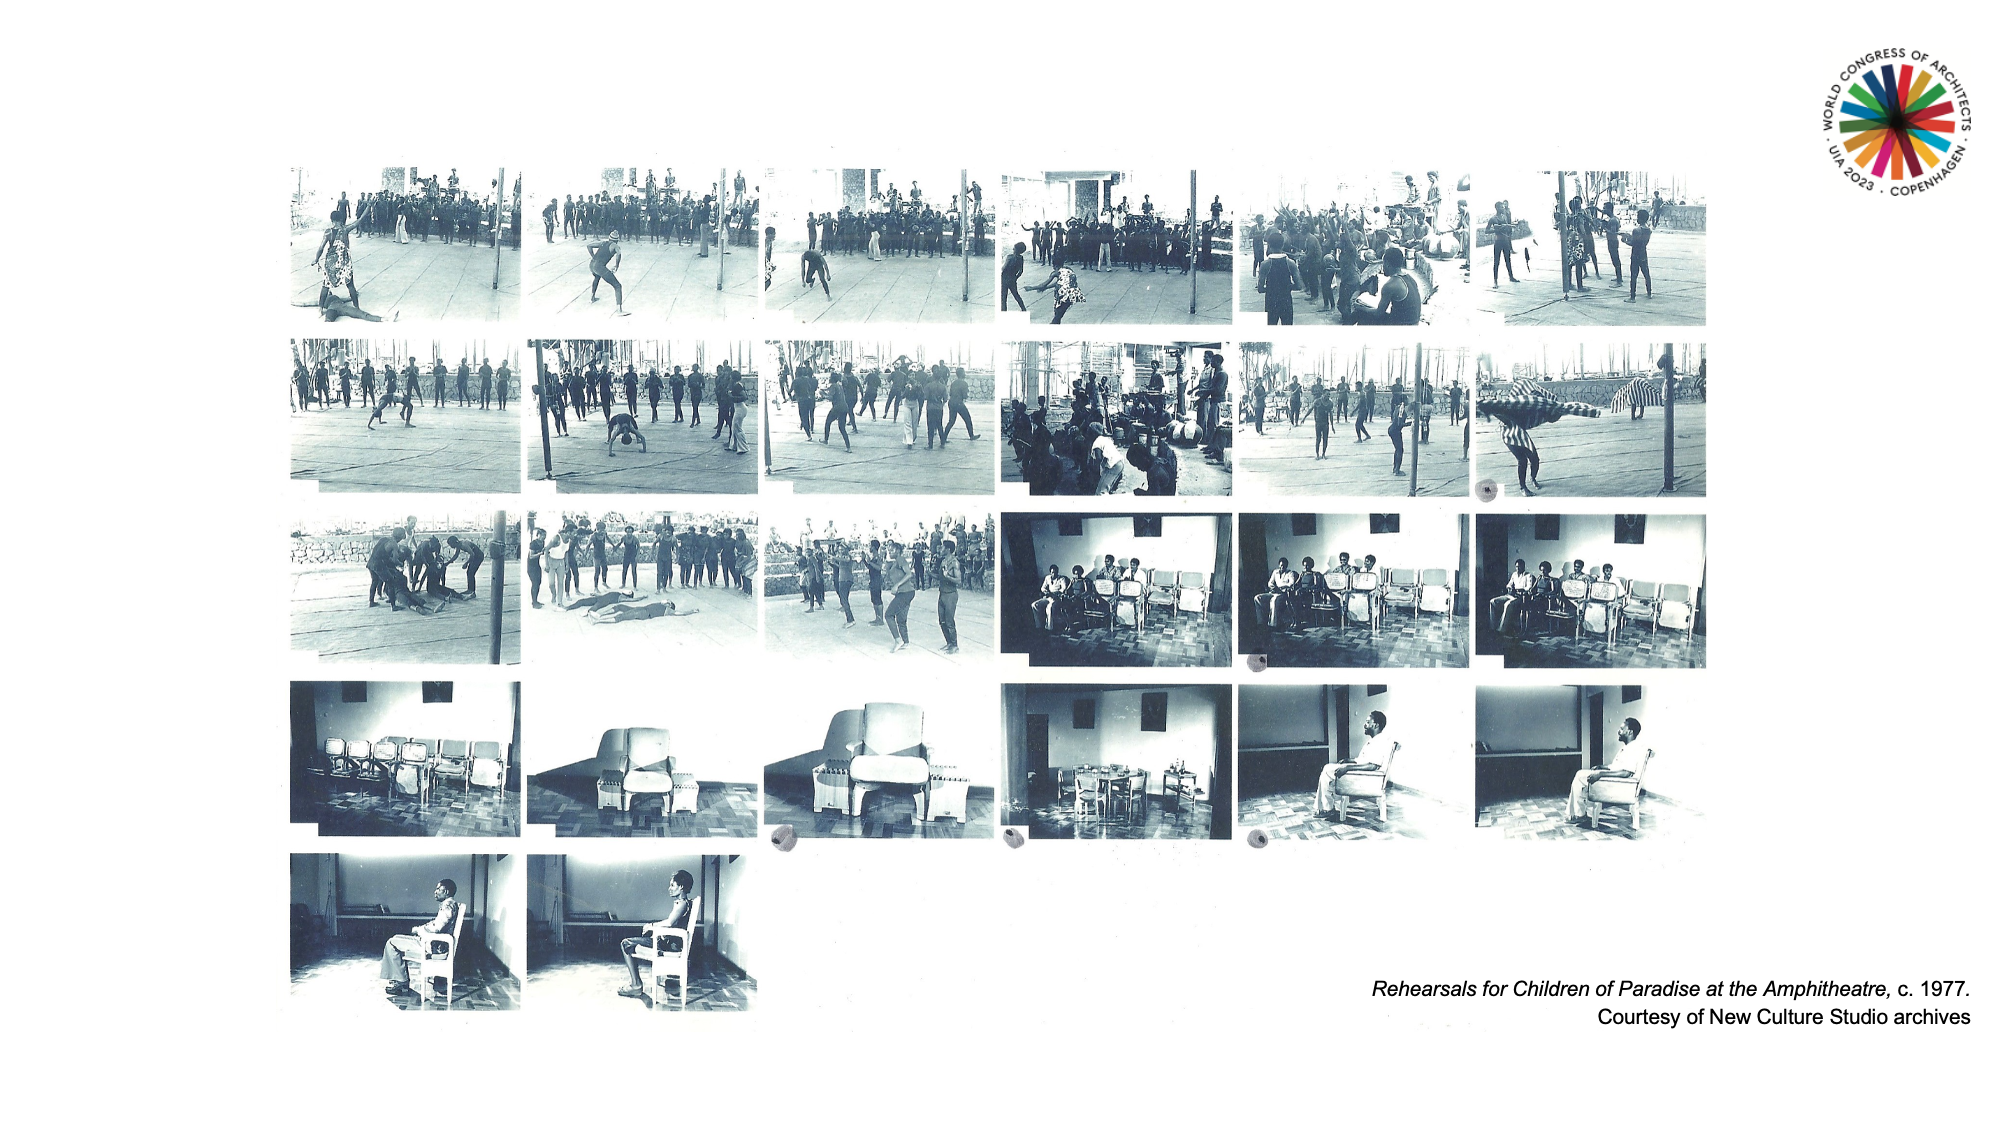 WORLD CONGRESS OF ARCHITECTS · UIA 2023 · COPENHAGEN ·
Rehearsals for Children of Paradise at the Amphitheatre, c. 1977.
Courtesy of New Culture Studio archives